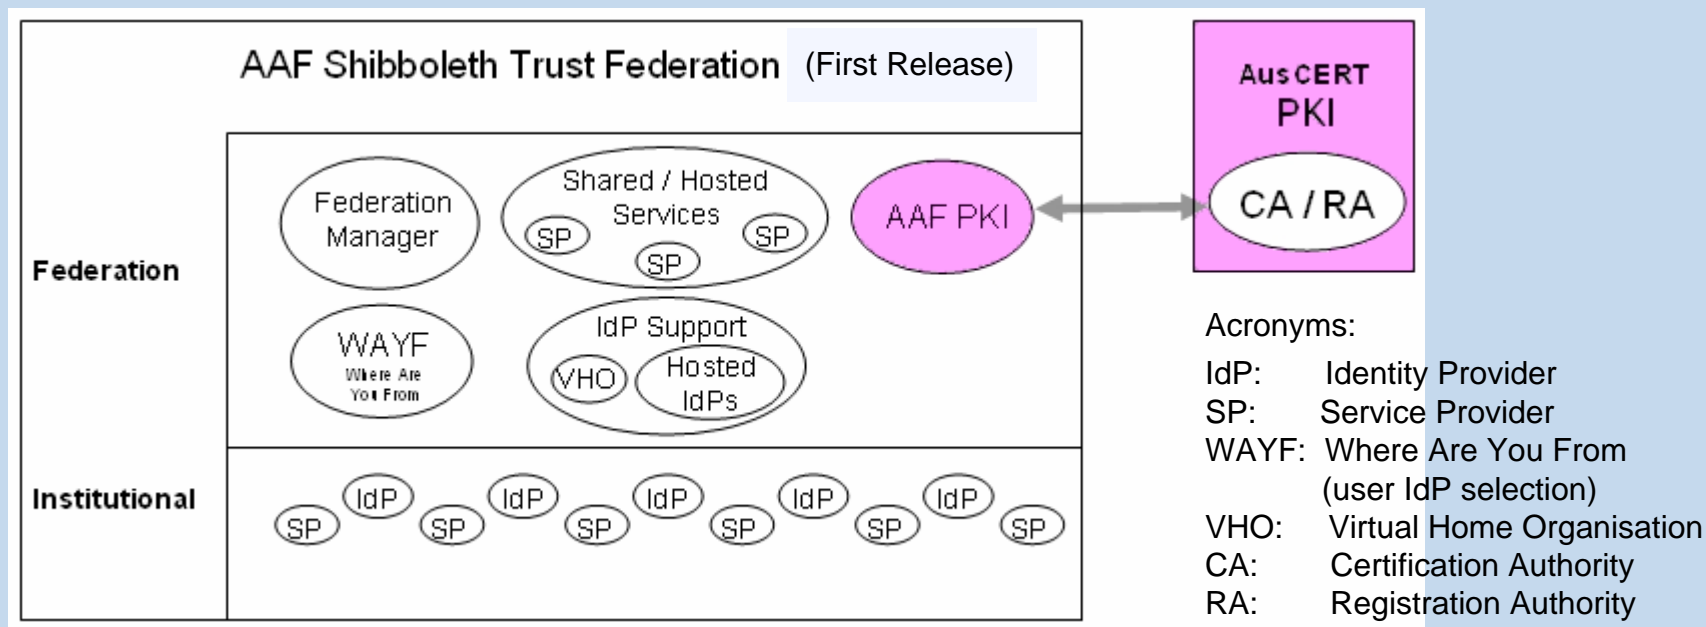 AAF Shibboleth Trust Federation (First Release)
Federation
Federation
Manager
Shared / Hosted
Services
SP
SP
SP
AAF PKI
WAYF
Where Are
You From
IdP Support
VHO
Hosted
IdPs
Institutional
IdP
IdP
IdP
IdP
IdP
SP
SP
SP
SP
SP
SP
AusCERT
PKI
CA / RA
Acronyms:
IdP: Identity Provider
SP: Service Provider
WAYF: Where Are You From
(user IdP selection)
VHO: Virtual Home Organisation
CA: Certification Authority
RA: Registration Authority